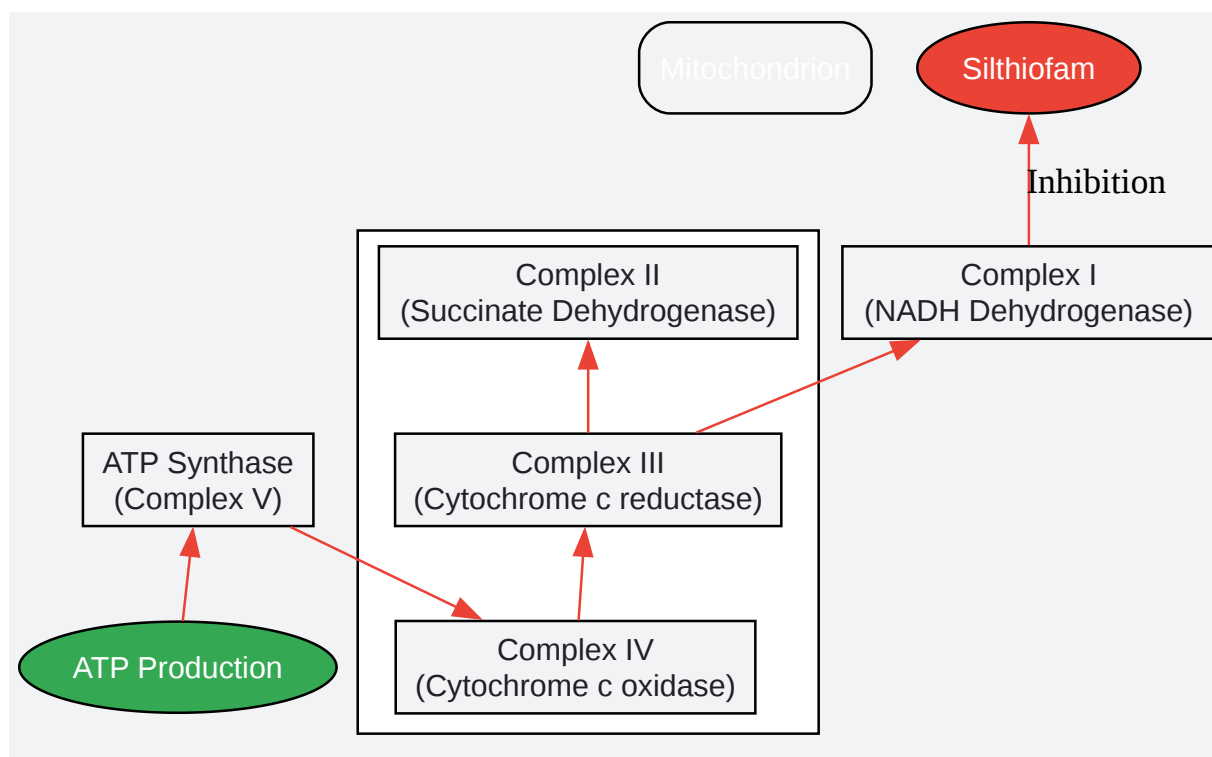 Mitochondrion
Silthiofam
Inhibition
Complex II
(Succinate Dehydrogenase)
Complex I
(NADH Dehydrogenase)
ATP Synthase
(Complex V)
Complex III
(Cytochrome c reductase)
ATP Production
Complex IV
(Cytochrome c oxidase)